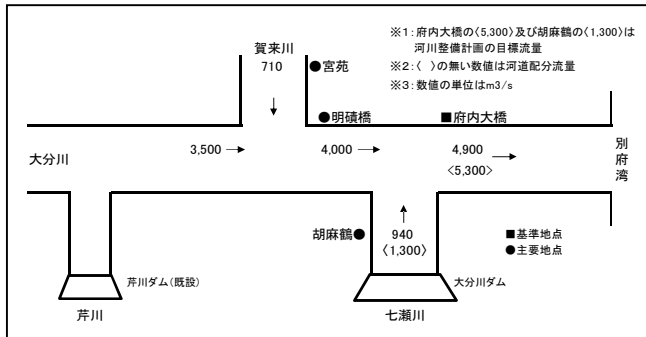 賀来川
710
●宮苑
※1：府内大橋の〈5,300〉及び胡麻鶴の〈1,300〉は
河川整備計画の目標流量
※2：〈　〉の無い数値は河道配分流量
※3：数値の単位はm3/s
↓
●明磧橋
■府内大橋
大分川
3,500 →
4,000 →
4,900 →
〈5,300〉
別府湾
胡麻鶴●
↑
940
〈1,300〉
■基準地点
●主要地点
芹川ダム（既設）
大分川ダム
芹川
七瀬川